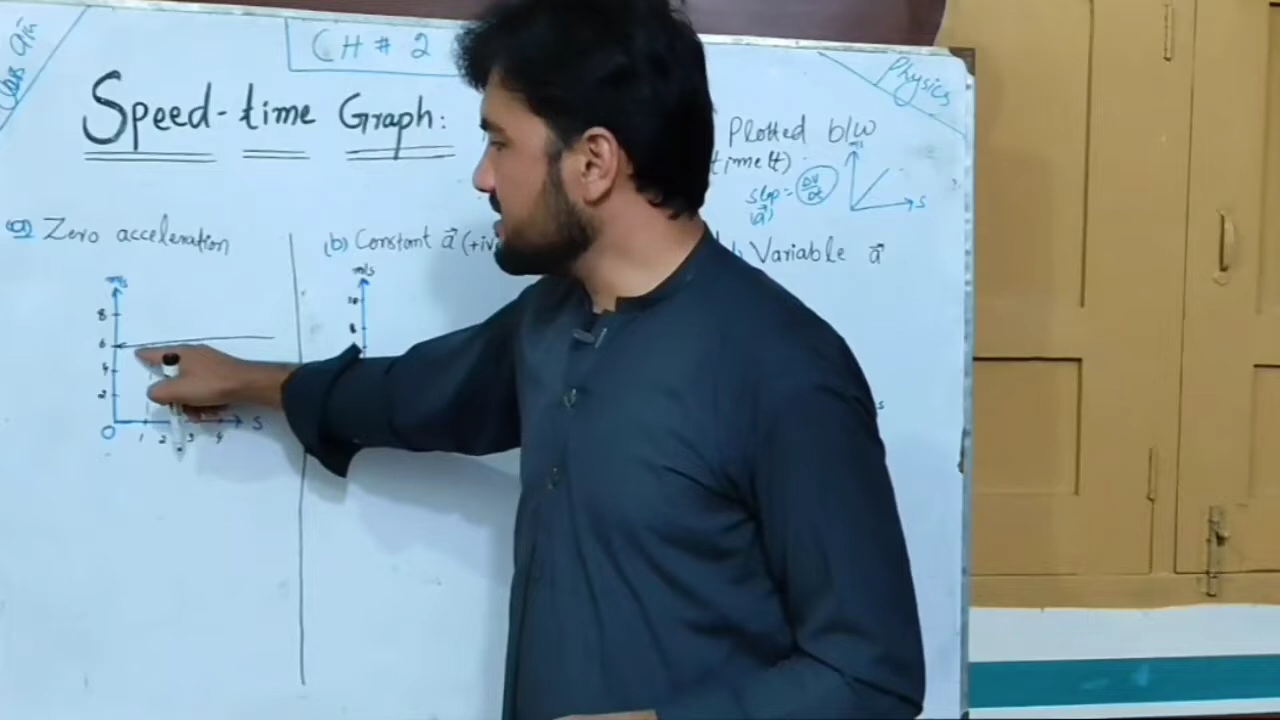 Class 9th
CH # 2
Physics
Speed-time Graph:
Plotted b/w
time(t)
slop = ΔV/Δt
(a⃗)
m/s
S
(a) Zero acceleration
(b) Constant a⃗ (+ive
Variable a⃗
m/s
8
6
4
2
0
1 2 3 4
S
m/s
10
8
s